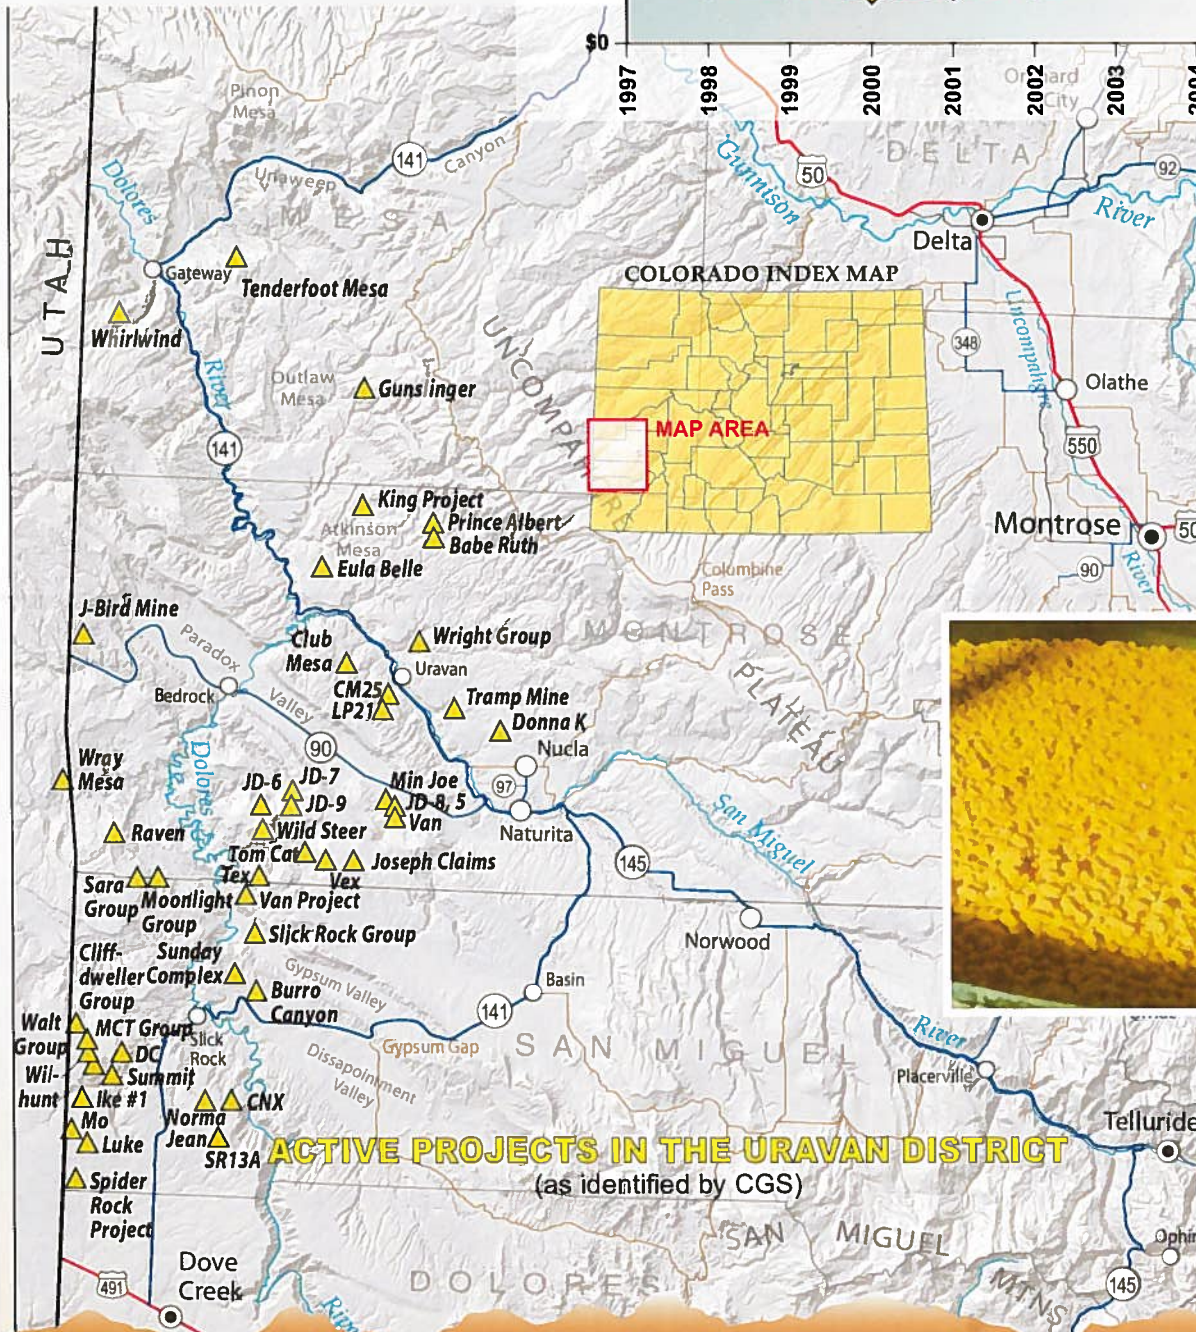 $0
1997
1998
1999
2000
2001
2002
2003
Orchard
City
Pinon
Mesa
DELTA
141
Canyon
Unaweep
50
92
Dolores
Gunnison
River
MESA
Delta
UTAH
Gateway
COLORADO INDEX MAP
Tenderfoot Mesa
Whirlwind
UNCOMPAHGRE
Uncompahgre
348
River
Outlaw
Mesa
Gunslinger
Olathe
MAP AREA
141
550
King Project
Prince Albert
Atkinson
Mesa
Babe Ruth
Montrose
50
Eula Belle
Columbine
Pass
90
River
J-Bird Mine
Paradox
Club
Mesa
Wright Group
MONTROSE
Uravan
Bedrock
Valley
CM25
LP21
Tramp Mine
Donna K
PLATEAU
90
Nucla
Wray
Mesa
Dolores
River
JD-6
JD-7
JD-9
Min Joe
JD-8, 5
Van
97
Naturita
San Miguel
Raven
Wild Steer
Tom Cat
Joseph Claims
145
Tex
Vex
Sara
Group
Moonlight
Group
Van Project
Slick Rock Group
Norwood
Cliff-
dweller
Group
Sunday
Complex
Gypsum Valley
Basin
Burro
Canyon
141
Walt
Group
MCT Group
Slick
Rock
Gypsum Gap
SAN MIGUEL
River
DC
Wil-
hunt
Summit
Dissapointment
Valley
Placerville
Ike #1
CNX
Mo
Norma
Jean
Telluride
Luke
SR13A
ACTIVE PROJECTS IN THE URAVAN DISTRICT
(as identified by CGS)
Spider
Rock
Project
SAN MIGUEL
MTNS
Dove
Creek
491
DOLORES
145